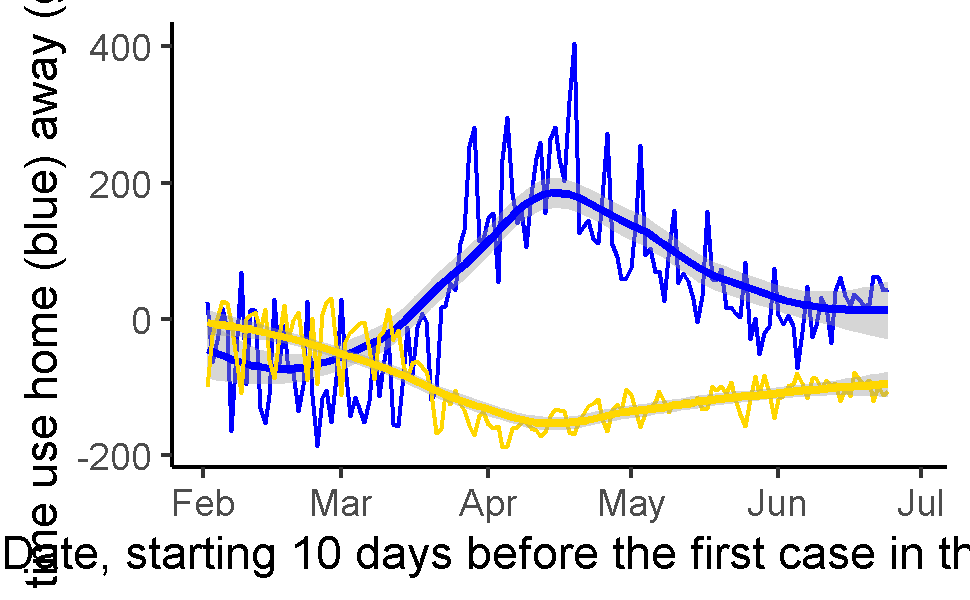 time use home (blue) away (
400
200
0
-200
Feb Mar Apr May Jun Jul
Date, starting 10 days before the first case in th